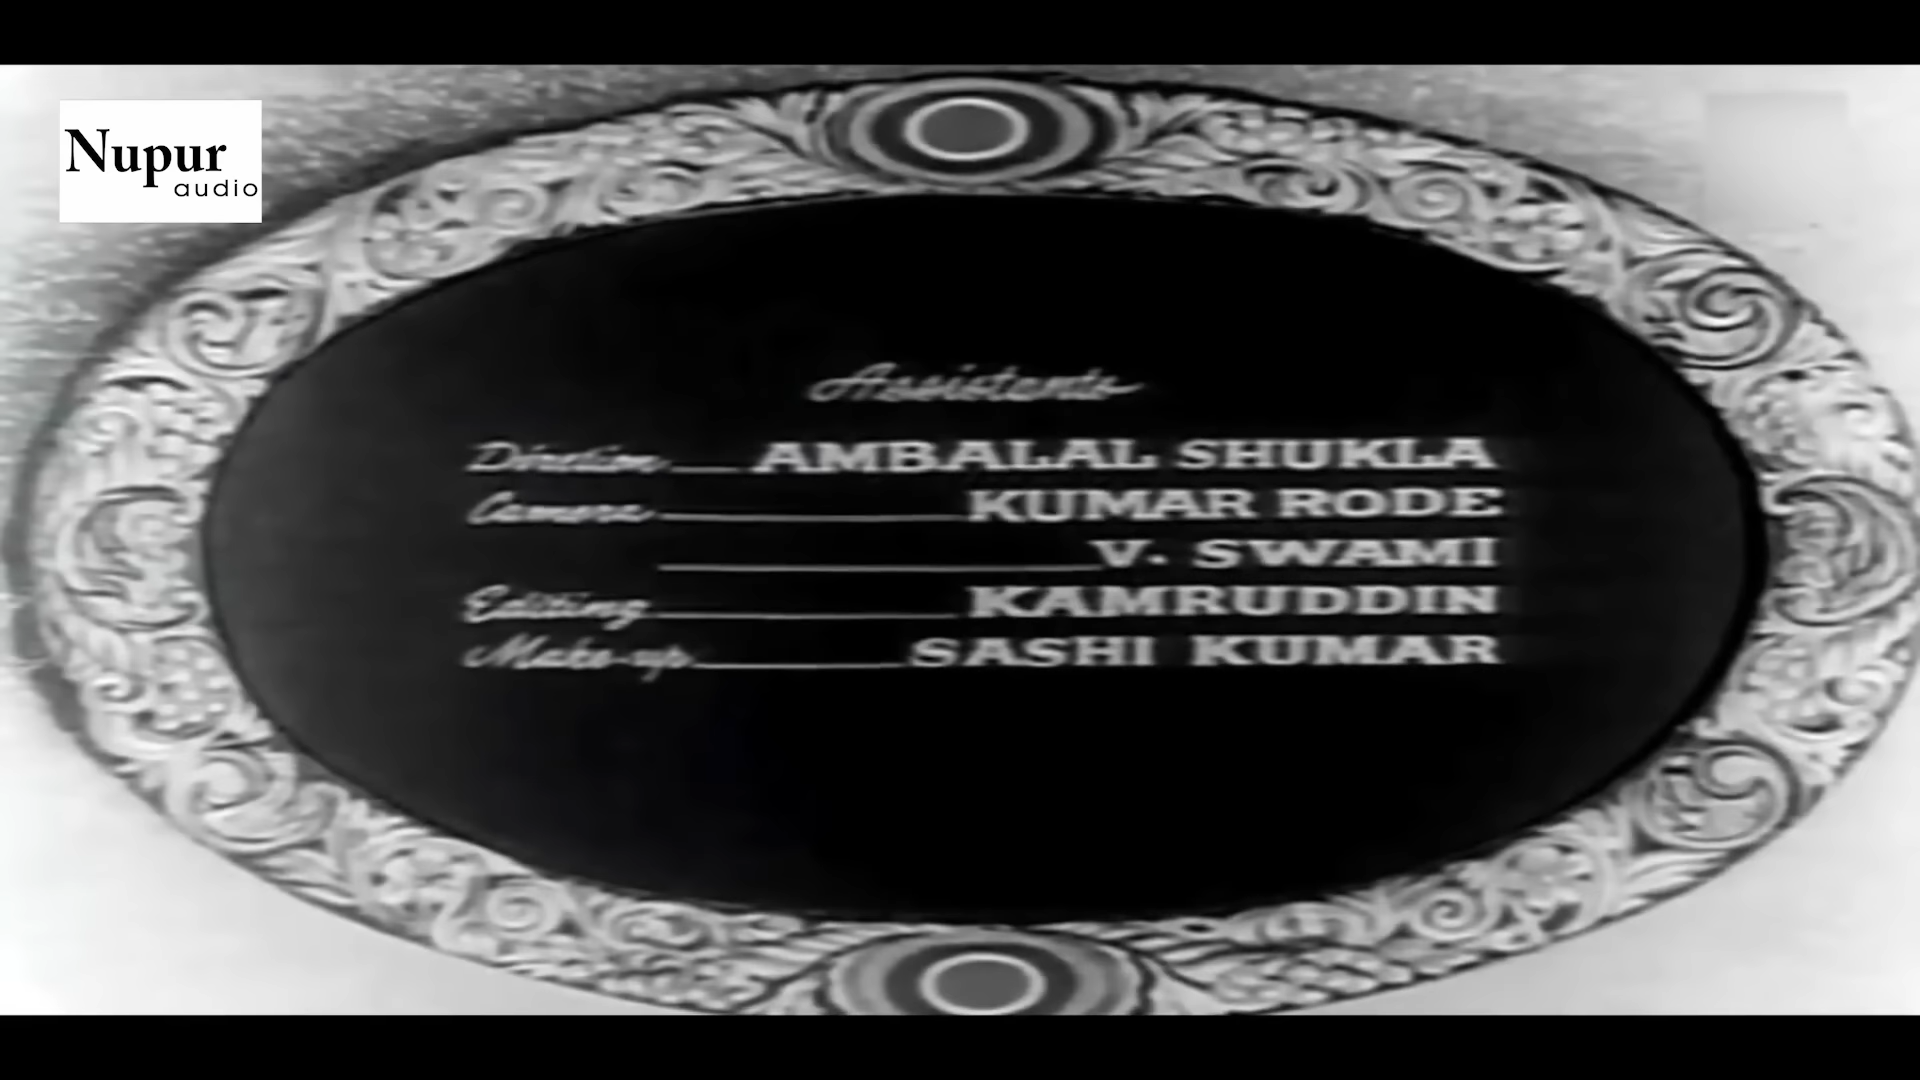 Nupur
audio
Assistants
Direction AMBALAL SHUKLA
Camera KUMAR RODE
V. SWAMI
Editing KAMRUDDIN
Make-up SASHI KUMAR